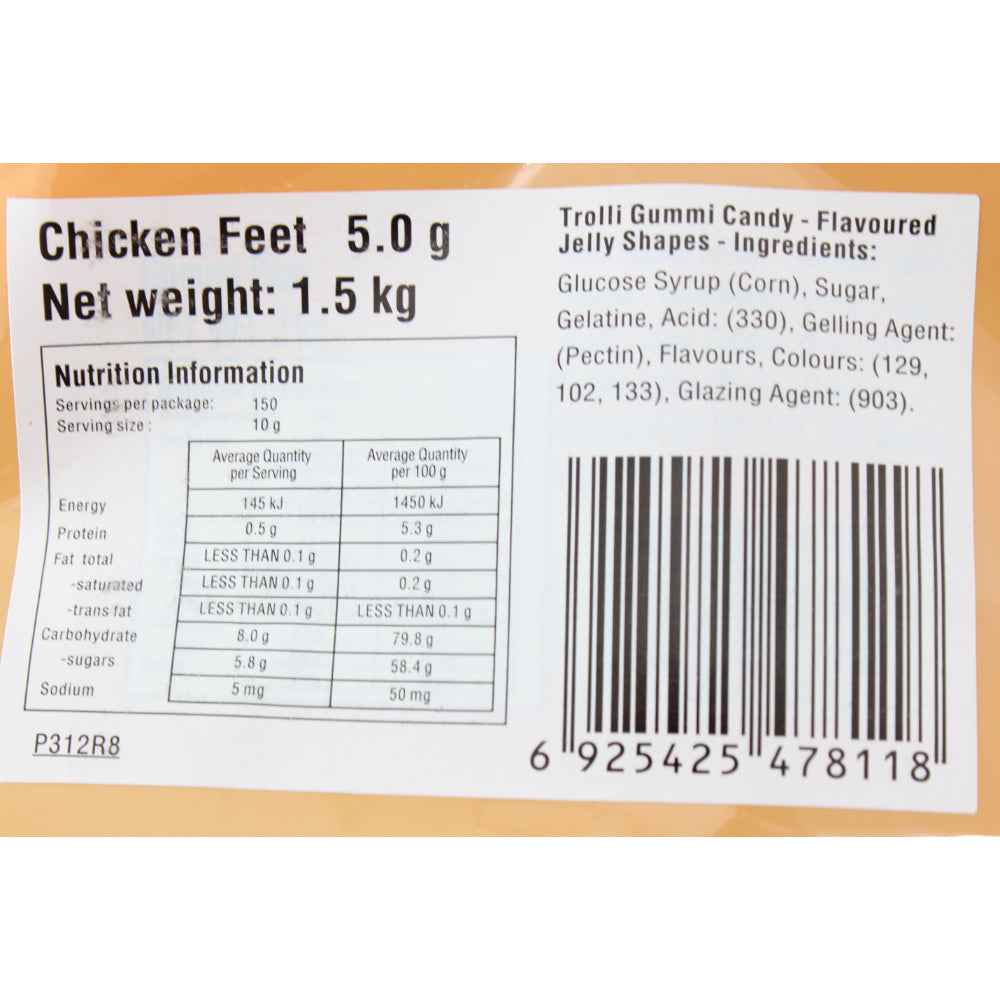 Chicken Feet 5.0 g
Net weight: 1.5 kg
Nutrition Information
Servings per package: 150
Serving size : 10 g
Average Quantity per Serving Average Quantity per 100 g
Energy 145 kJ 1450 kJ
Protein 0.5 g 5.3 g
Fat total LESS THAN 0.1 g 0.2 g
-saturated LESS THAN 0.1 g 0.2 g
-trans fat LESS THAN 0.1 g LESS THAN 0.1 g
Carbohydrate 8.0 g 79.8 g
-sugars 5.8 g 58.4 g
Sodium 5 mg 50 mg
P312R8
Trolli Gummi Candy - Flavoured
Jelly Shapes - Ingredients:
Glucose Syrup (Corn), Sugar,
Gelatine, Acid: (330), Gelling Agent:
(Pectin), Flavours, Colours: (129,
102, 133), Glazing Agent: (903).
6 925425 478118